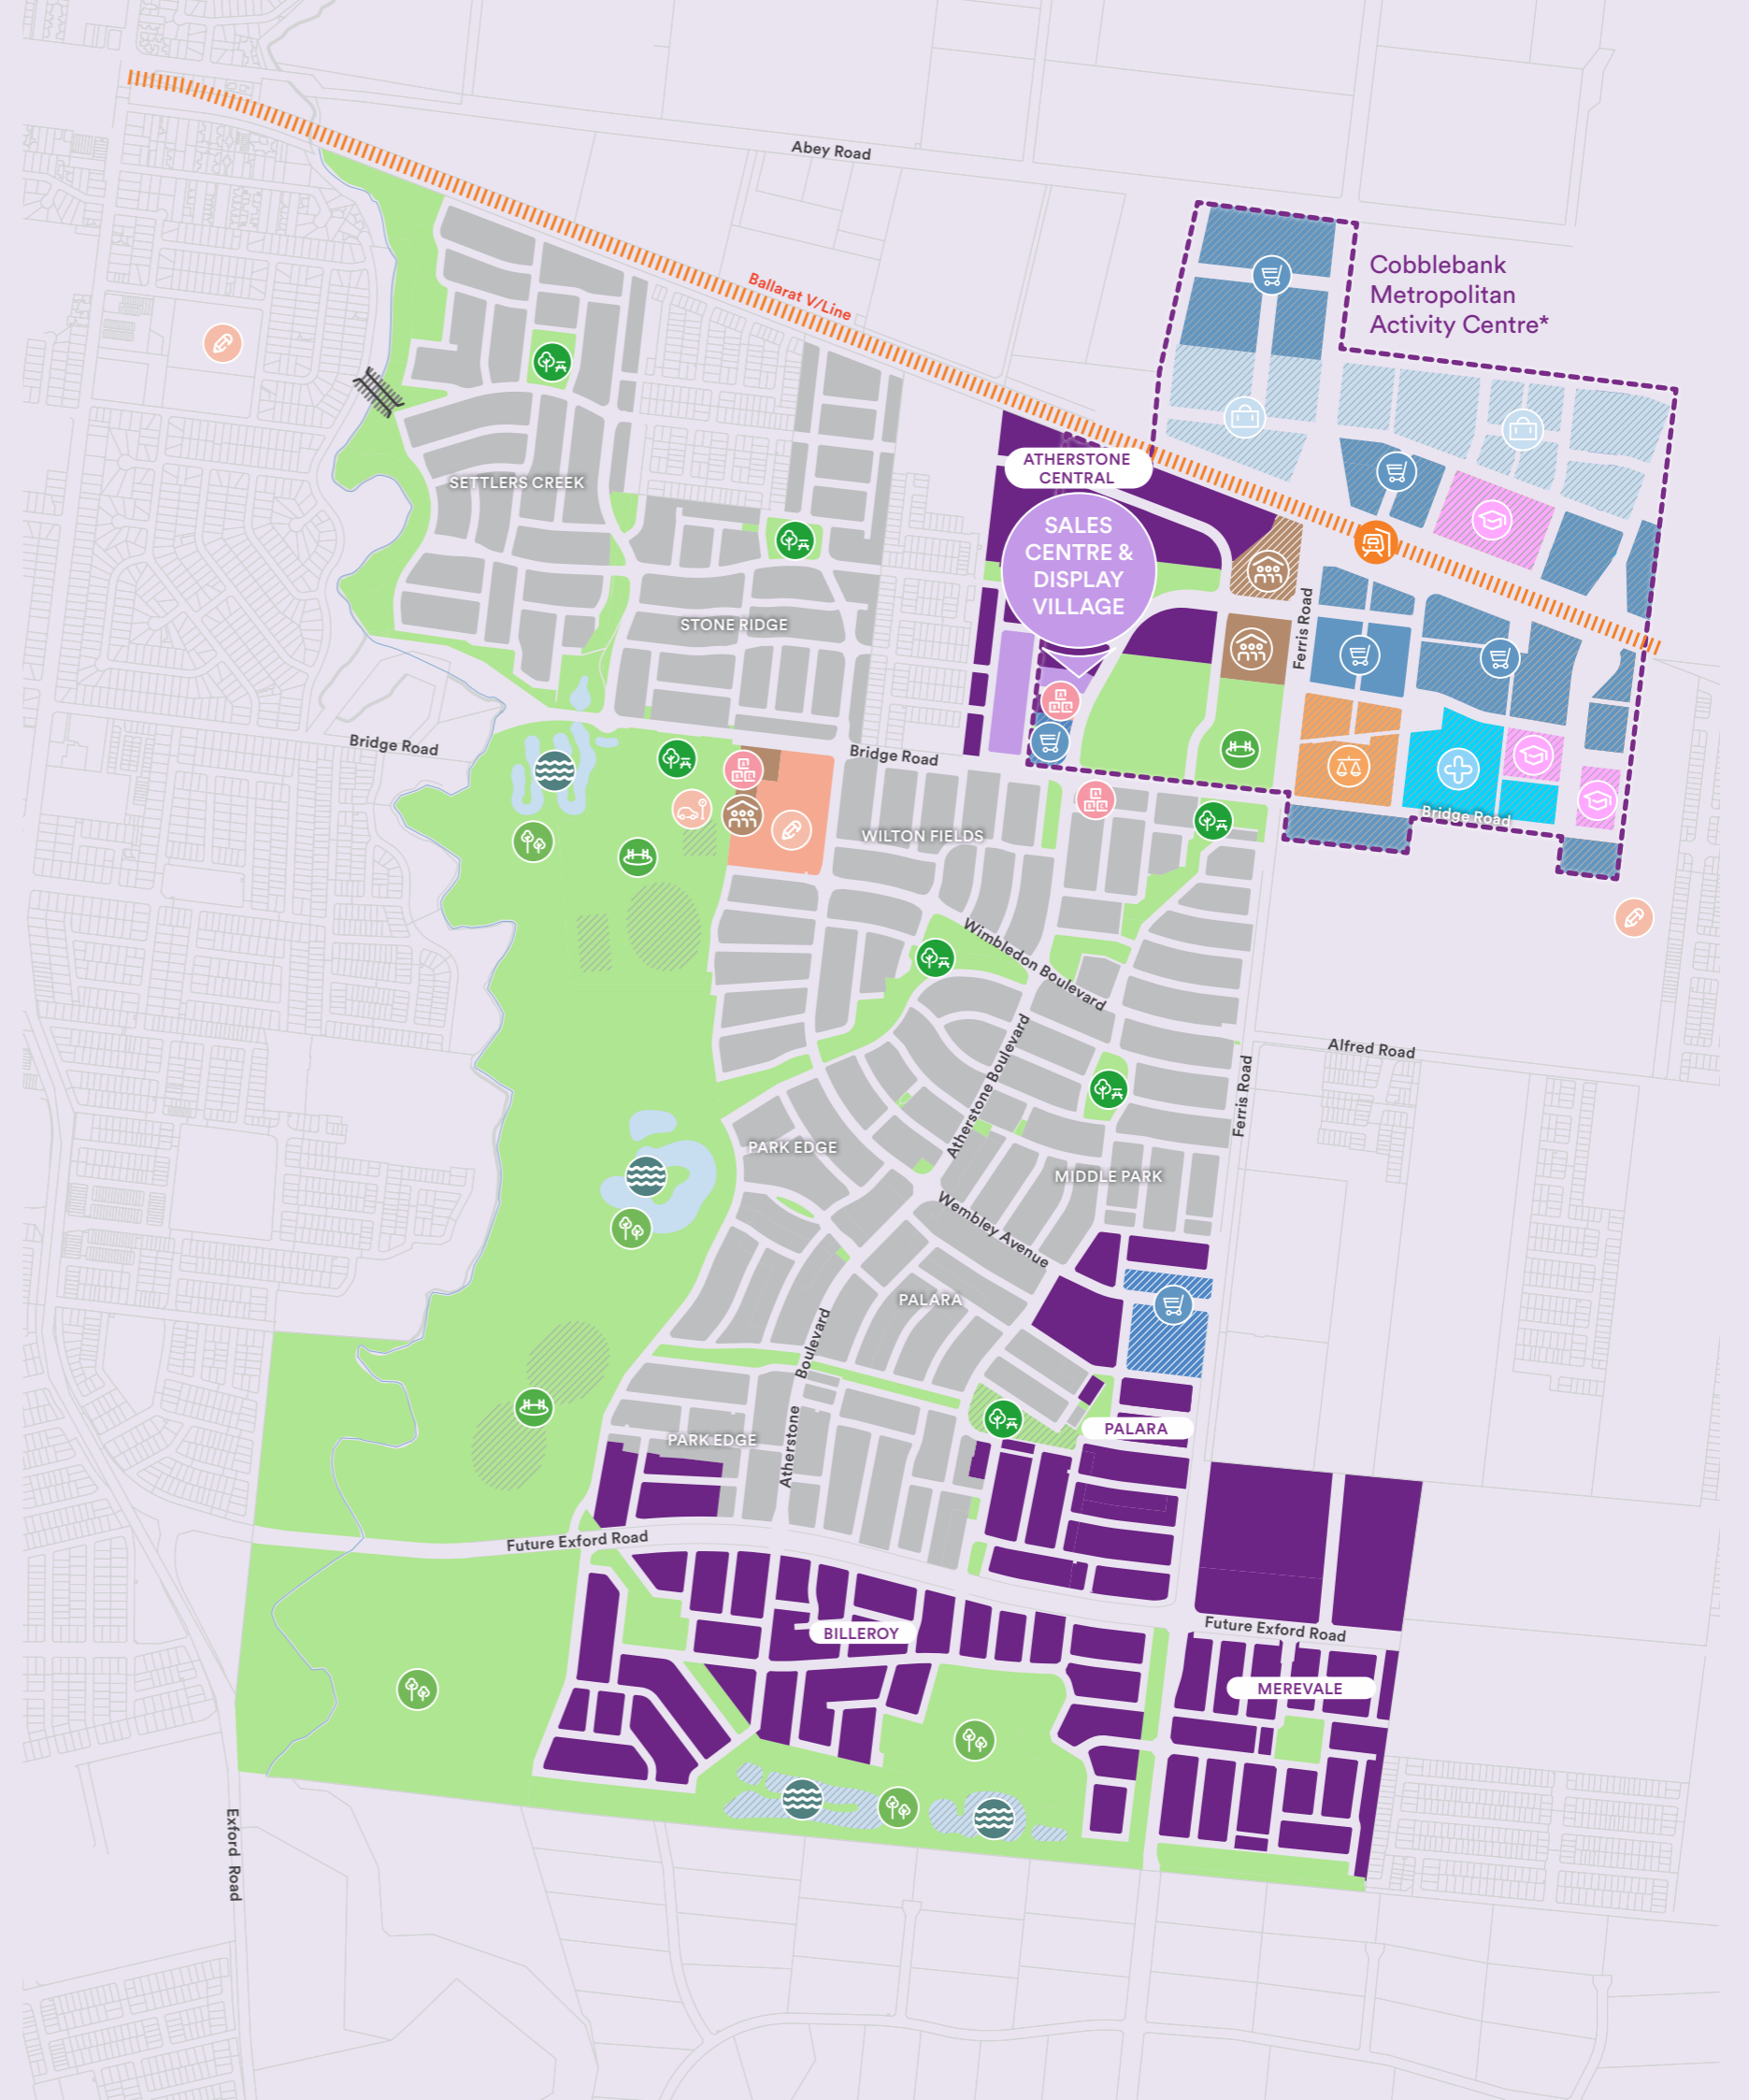 Abey Road
Cobblebank
Metropolitan
Activity Centre*
Ballarat V/Line
ATHERSTONE
CENTRAL
SETTLERS CREEK
SALES
CENTRE &
DISPLAY
VILLAGE
STONE RIDGE
Ferris Road
Bridge Road
Bridge Road
Bridge Road
WILTON FIELDS
Wimbledon Boulevard
Alfred Road
Atherstone Boulevard
Ferris Road
PARK EDGE
MIDDLE PARK
Wembley Avenue
PALARA
Atherstone Boulevard
PALARA
PARK EDGE
Future Exford Road
Future Exford Road
BILLEROY
MEREVALE
Exford Road